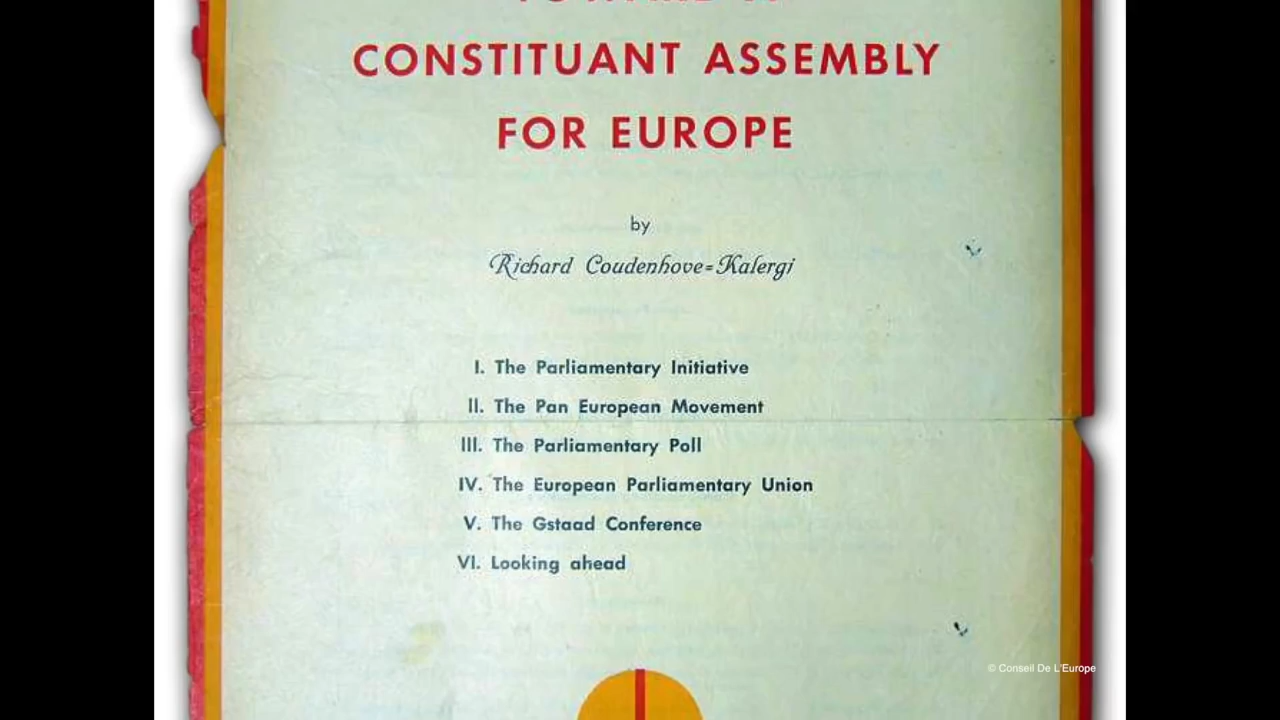 CONSTITUANT ASSEMBLY
FOR EUROPE
by
Richard Coudenhove=Kalergi
I. The Parliamentary Initiative
II. The Pan European Movement
III. The Parliamentary Poll
IV. The European Parliamentary Union
V. The Gstaad Conference
VI. Looking ahead
© Conseil De L'Europe